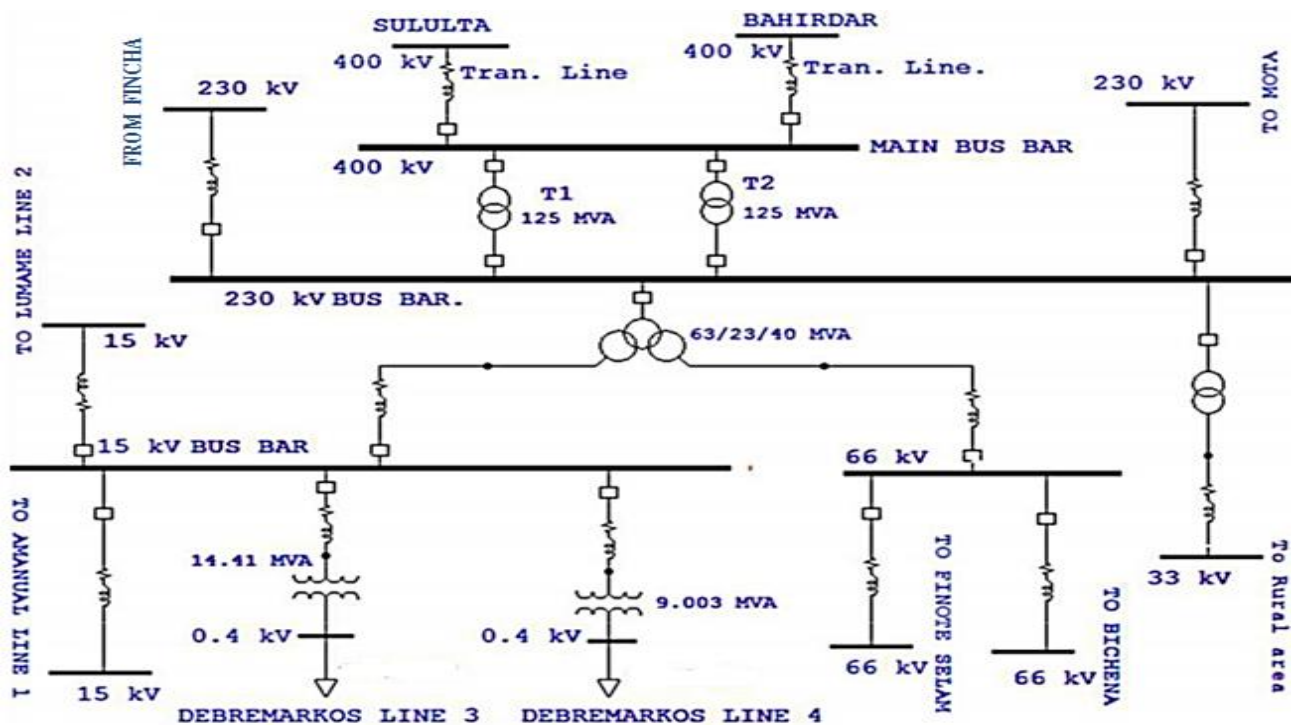 SULULTA
BAHIRDAR
400 kV
Tran. Line
400 kV
Tran. Line.
FROM FINCHA
230 kV
230 kV
TO MOTA
400 kV
MAIN BUS BAR
T1
125 MVA
T2
125 MVA
TO LUMAME LINE 2
230 kV BUS BAR.
15 kV
63/23/40 MVA
15 kV BUS BAR
66 kV
TO AMANUAL LINE 1
14.41 MVA
9.003 MVA
0.4 kV
0.4 kV
TO FINOTE SELAM
TO BICHENA
33 kV
To Rural area
66 kV
66 kV
15 kV
DEBREMARKOS LINE 3
DEBREMARKOS LINE 4